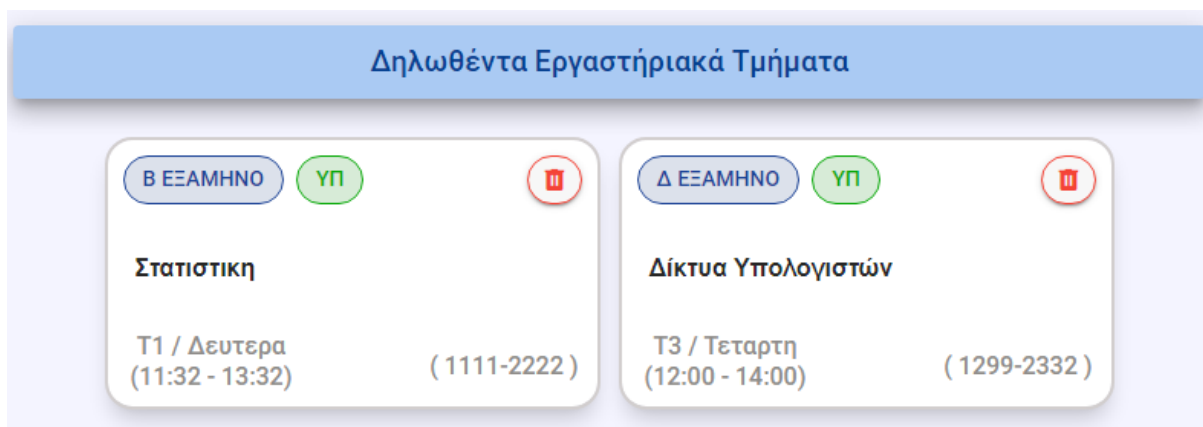 Δηλωθέντα Εργαστήριακά Τμήματα
Β ΕΞΑΜΗΝΟ ΥΠ
Στατιστικη
Τ1 / Δευτερα
(11:32 - 13:32)
( 1111-2222 )
Δ ΕΞΑΜΗΝΟ ΥΠ
Δίκτυα Υπολογιστών
Τ3 / Τεταρτη
(12:00 - 14:00)
( 1299-2332 )